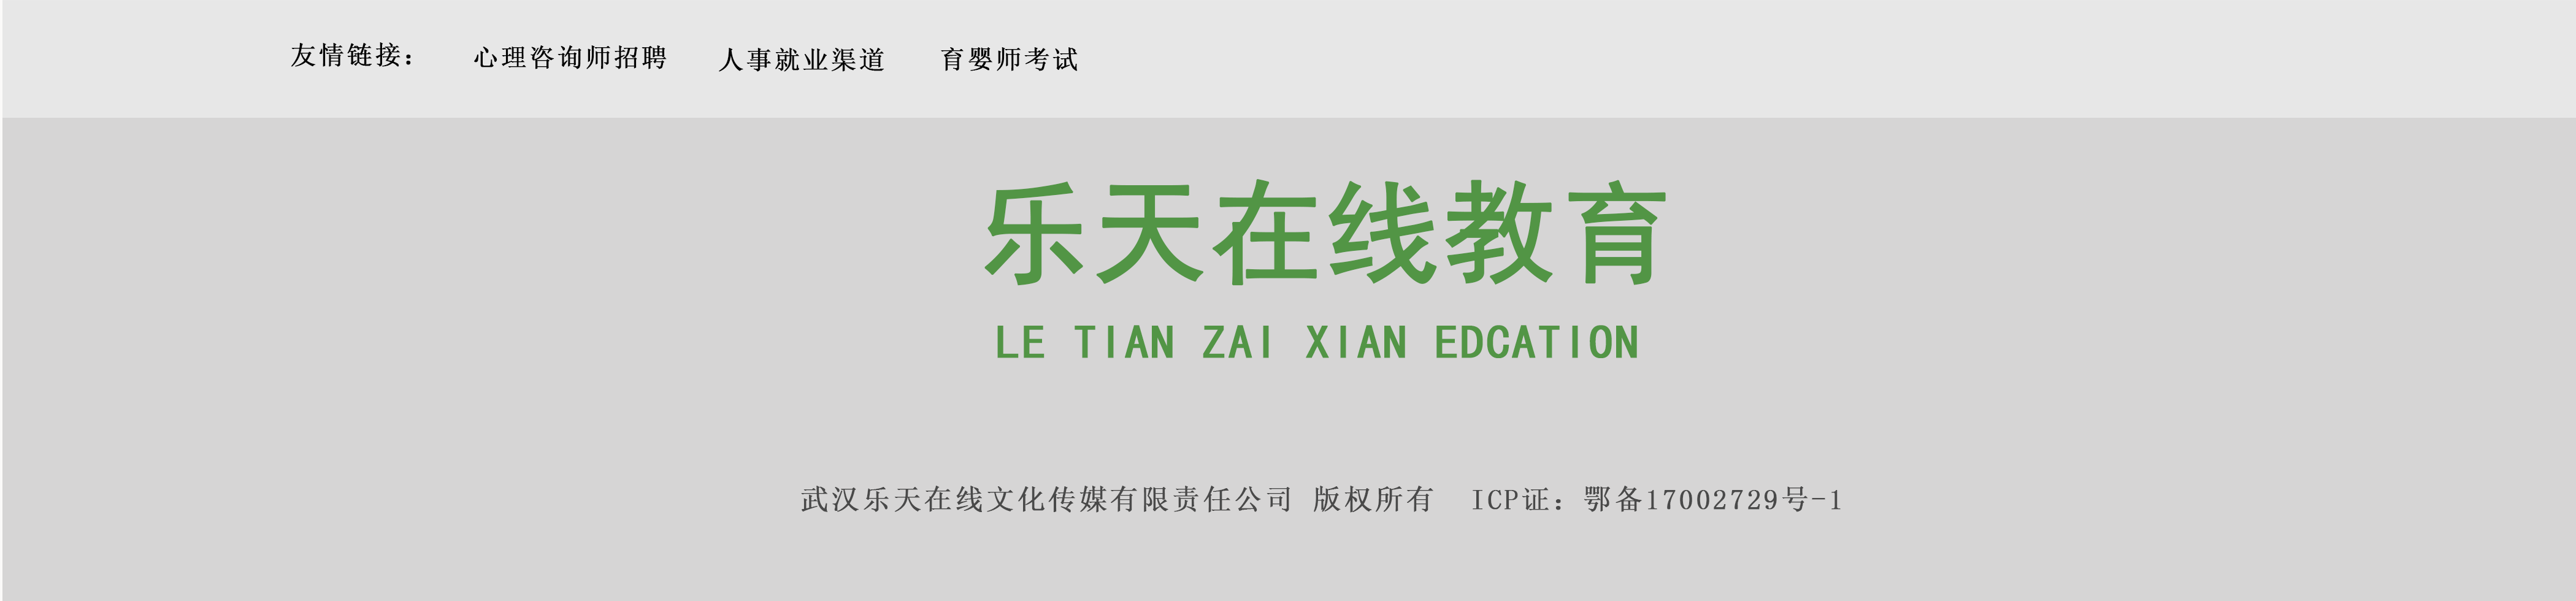 友情链接： 心理咨询师招聘 人事就业渠道 育婴师考试
乐天在线教育
LE TIAN ZAI XIAN EDCATION
武汉乐天在线文化传媒有限责任公司 版权所有 ICP证：鄂备17002729号-1